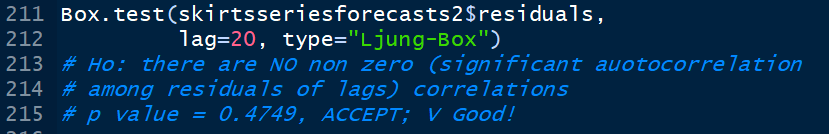 211 Box.test(skirtsseriesforecasts2$residuals,
212          lag=20, type="Ljung-Box")
213 # Ho: there are NO non zero (significant auotocorrelation
214 # among residuals of lags) correlations
215 # p value = 0.4749, ACCEPT; V Good!